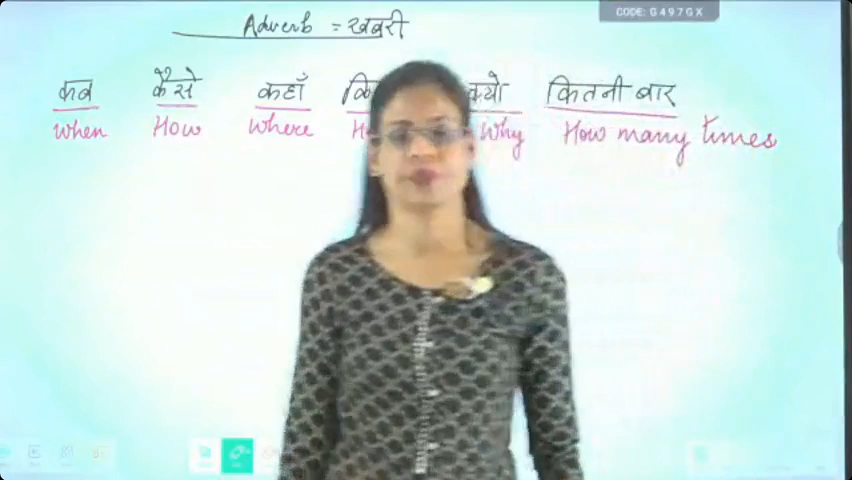 CODE: G497GX
Adverb = खबरी
कब कैसे कहाँ क्यो कितनी बार
When How Where Why How many times